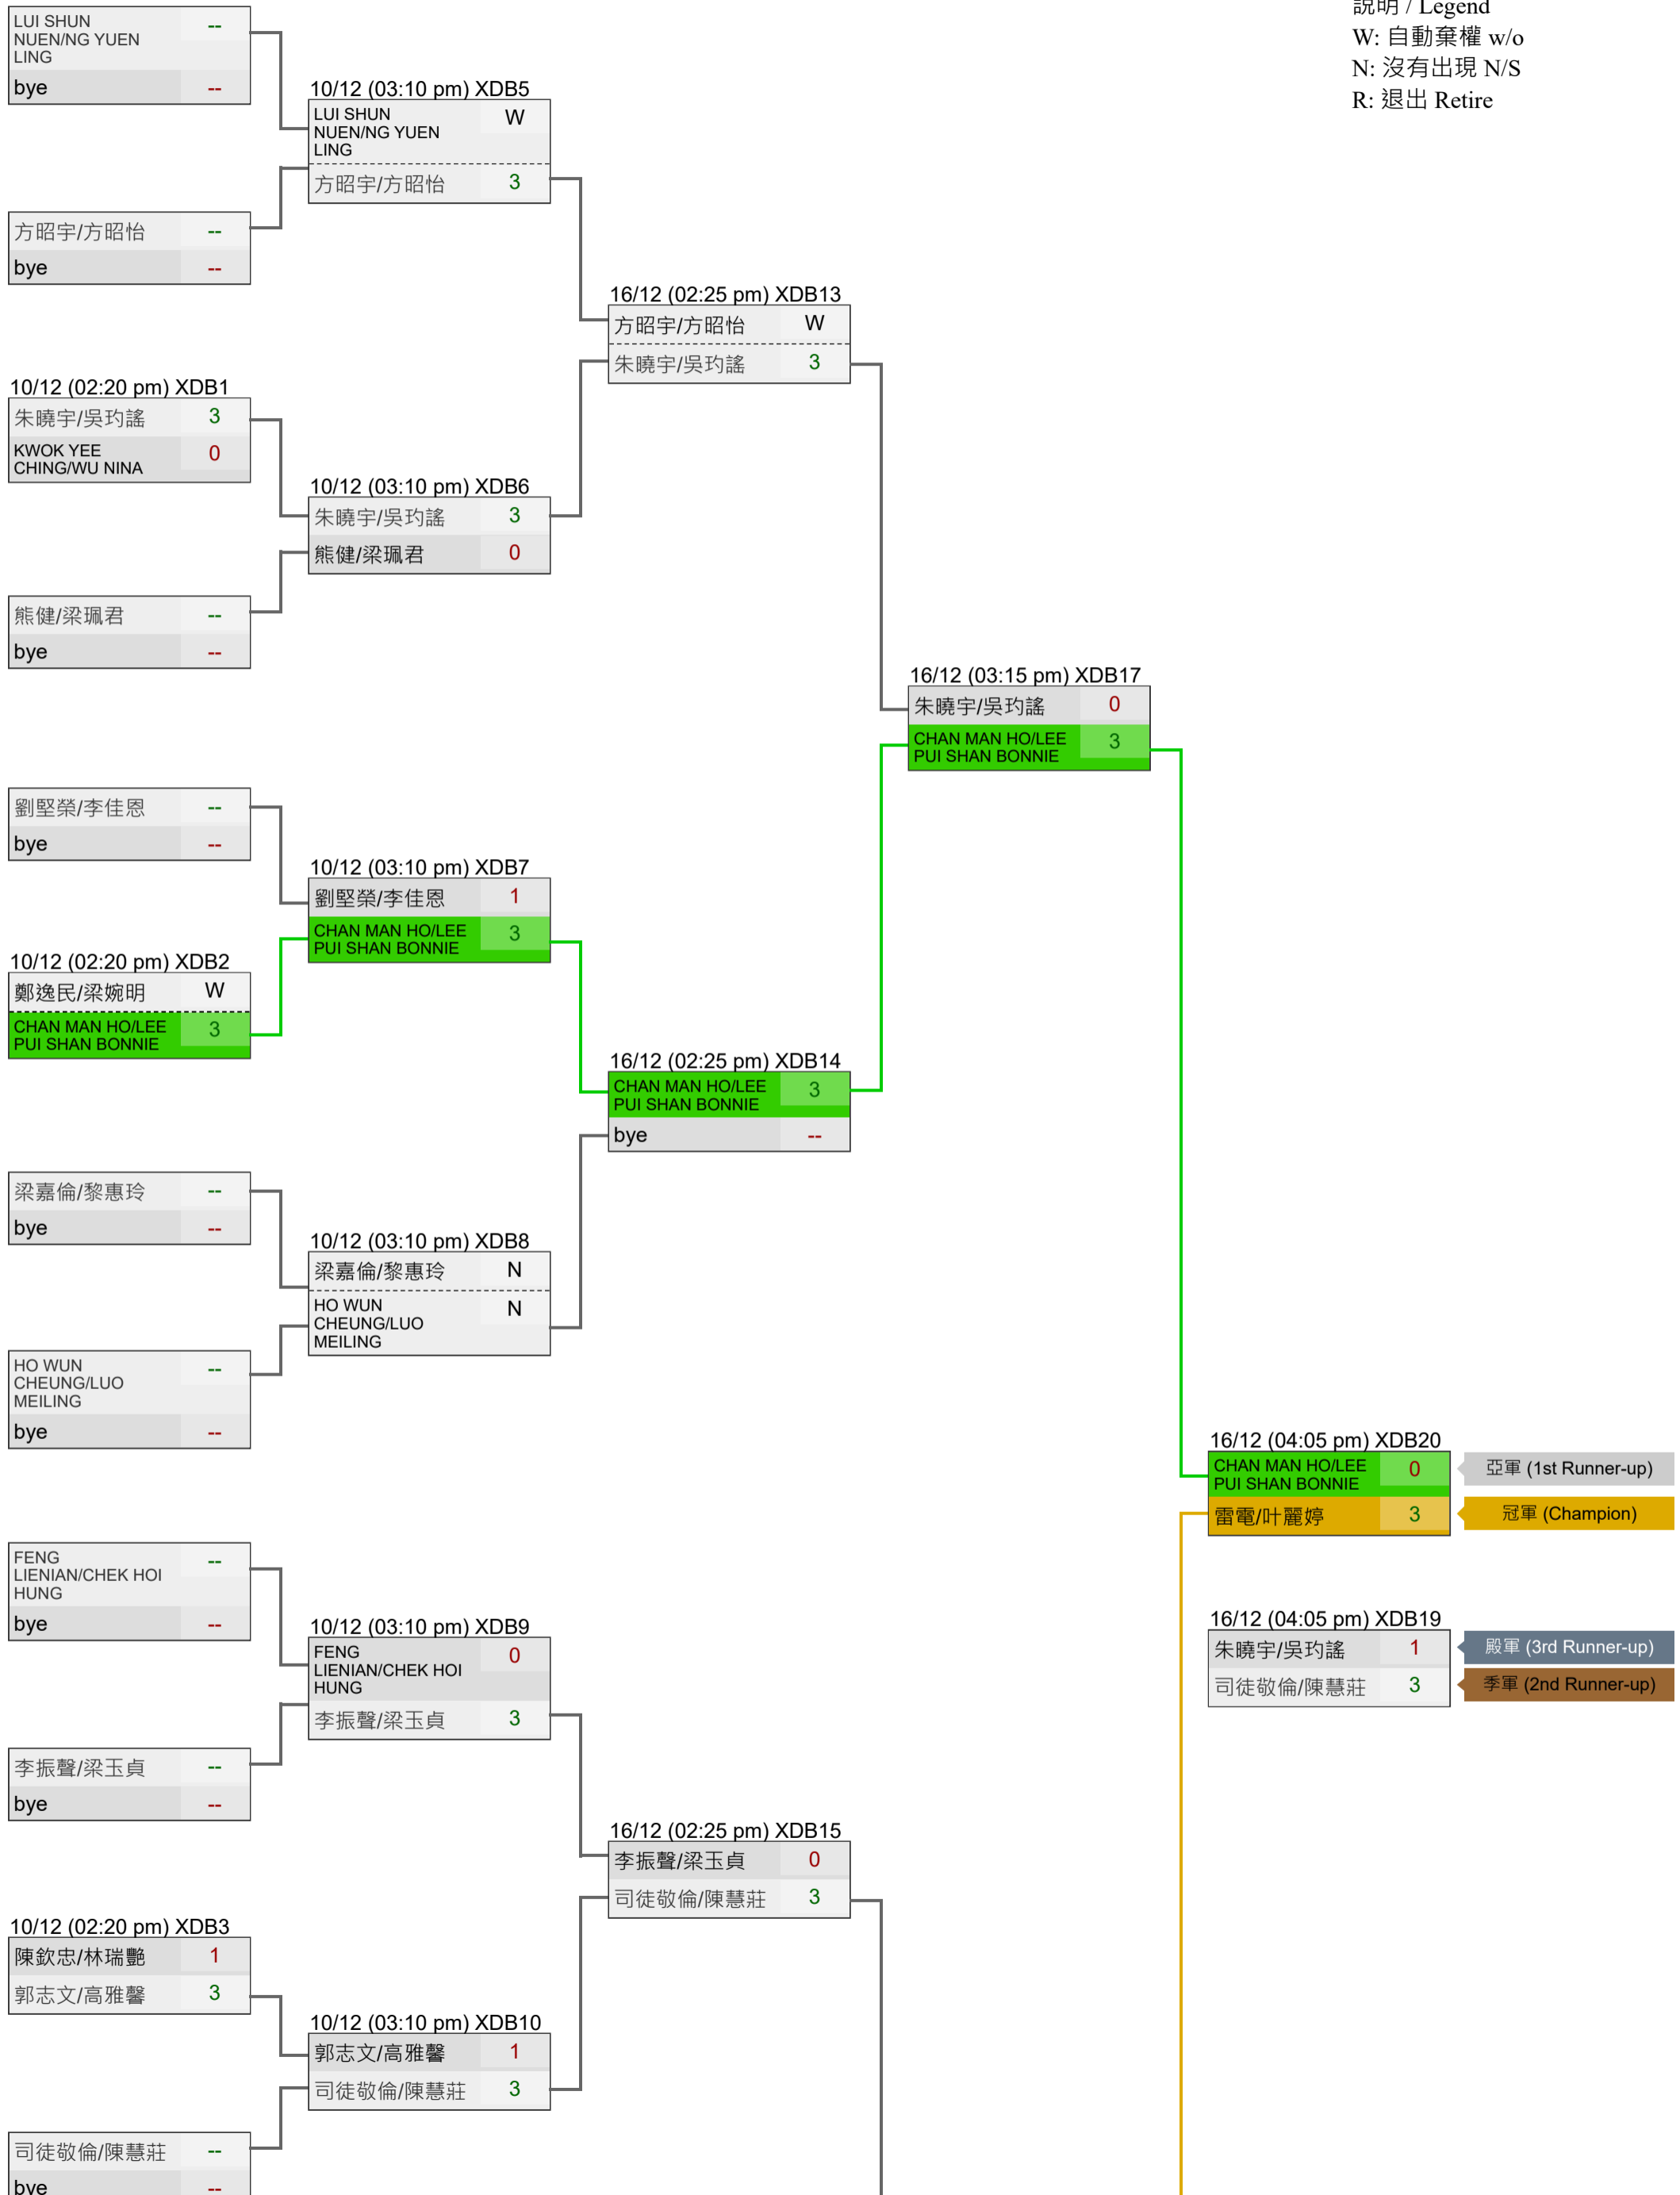 說明 / Legend
W: 自動棄權 w/o
N: 沒有出現 N/S
R: 退出 Retire
LUI SHUN
NUEN/NG YUEN
LING
--
bye
--
方昭宇/方昭怡
--
bye
--
10/12 (02:20 pm) XDB1
朱曉宇/吳玓謠
3
KWOK YEE
CHING/WU NINA
0
熊健/梁珮君
--
bye
--
劉堅榮/李佳恩
--
bye
--
10/12 (02:20 pm) XDB2
鄭逸民/梁婉明
W
CHAN MAN HO/LEE
PUI SHAN BONNIE
3
梁嘉倫/黎惠玲
--
bye
--
HO WUN
CHEUNG/LUO
MEILING
--
bye
--
FENG
LIENIAN/CHEK HOI
HUNG
--
bye
--
李振聲/梁玉貞
--
bye
--
10/12 (02:20 pm) XDB3
陳欽忠/林瑞艷
1
郭志文/高雅馨
3
司徒敬倫/陳慧莊
--
bye
--
10/12 (03:10 pm) XDB5
LUI SHUN
NUEN/NG YUEN
LING
W
方昭宇/方昭怡
3
10/12 (03:10 pm) XDB6
朱曉宇/吳玓謠
3
熊健/梁珮君
0
10/12 (03:10 pm) XDB7
劉堅榮/李佳恩
1
CHAN MAN HO/LEE
PUI SHAN BONNIE
3
10/12 (03:10 pm) XDB8
梁嘉倫/黎惠玲
N
HO WUN
CHEUNG/LUO
MEILING
N
10/12 (03:10 pm) XDB9
FENG
LIENIAN/CHEK HOI
HUNG
0
李振聲/梁玉貞
3
10/12 (03:10 pm) XDB10
郭志文/高雅馨
1
司徒敬倫/陳慧莊
3
16/12 (02:25 pm) XDB13
方昭宇/方昭怡
W
朱曉宇/吳玓謠
3
16/12 (02:25 pm) XDB14
CHAN MAN HO/LEE
PUI SHAN BONNIE
3
bye
--
16/12 (02:25 pm) XDB15
李振聲/梁玉貞
0
司徒敬倫/陳慧莊
3
16/12 (03:15 pm) XDB17
朱曉宇/吳玓謠
0
CHAN MAN HO/LEE
PUI SHAN BONNIE
3
16/12 (04:05 pm) XDB20
CHAN MAN HO/LEE
PUI SHAN BONNIE
0
亞軍 (1st Runner-up)
雷電/叶麗婷
3
冠軍 (Champion)
16/12 (04:05 pm) XDB19
朱曉宇/吳玓謠
1
殿軍 (3rd Runner-up)
司徒敬倫/陳慧莊
3
季軍 (2nd Runner-up)